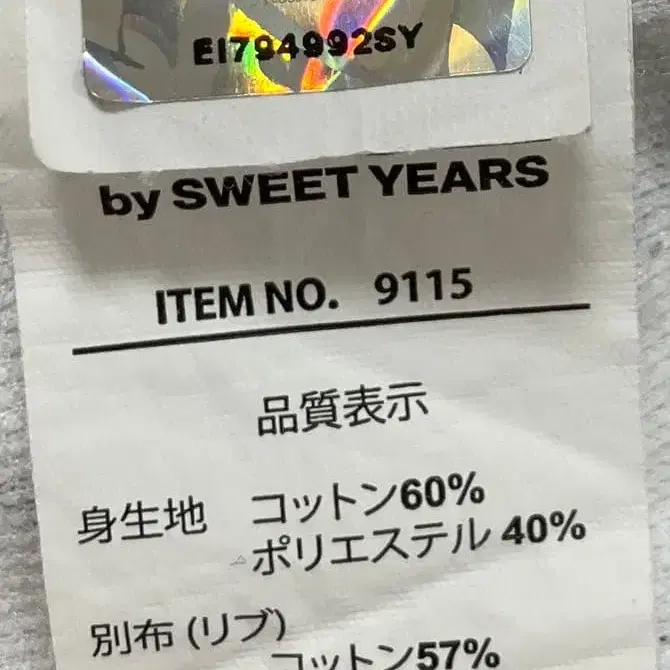 EI794992SY
by SWEET YEARS
ITEM NO. 9115
品質表示
身生地 コットン60%
ポリエステル 40%
別布 (リブ)
コットン57%